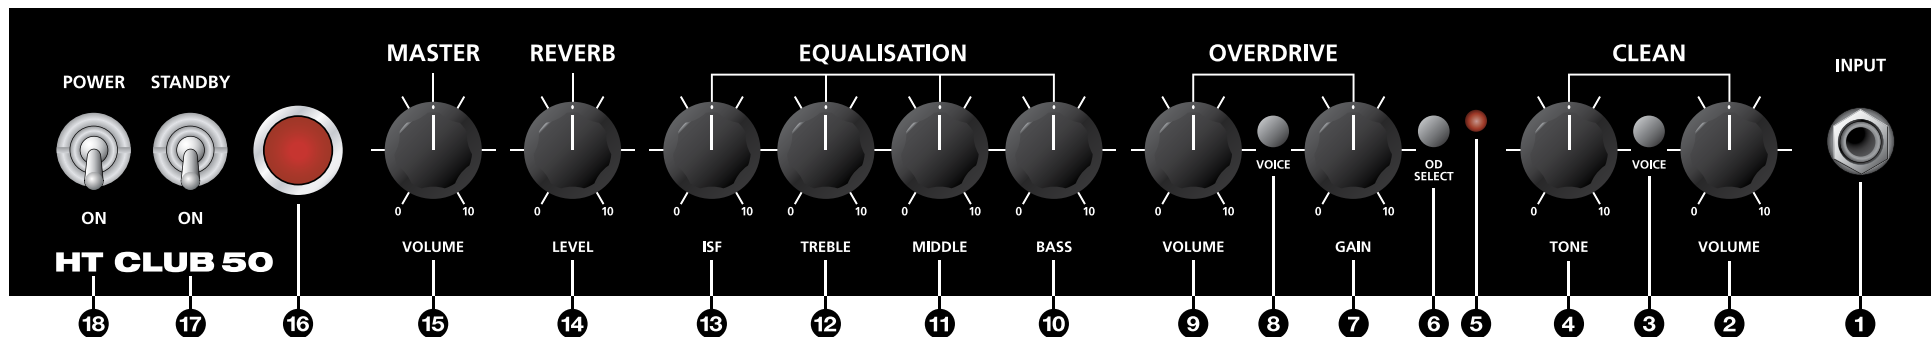 MASTER REVERB EQUALISATION OVERDRIVE CLEAN
POWER STANDBY INPUT
VOICE OD SELECT VOICE
0 10 0 10 0 10 0 10 0 10 0 10 0 10 0 10 0 10 0 10
ON ON
VOLUME LEVEL ISF TREBLE MIDDLE BASS VOLUME GAIN TONE VOLUME
HT CLUB 50
18 17 16 15 14 13 12 11 10 9 8 7 6 5 4 3 2 1